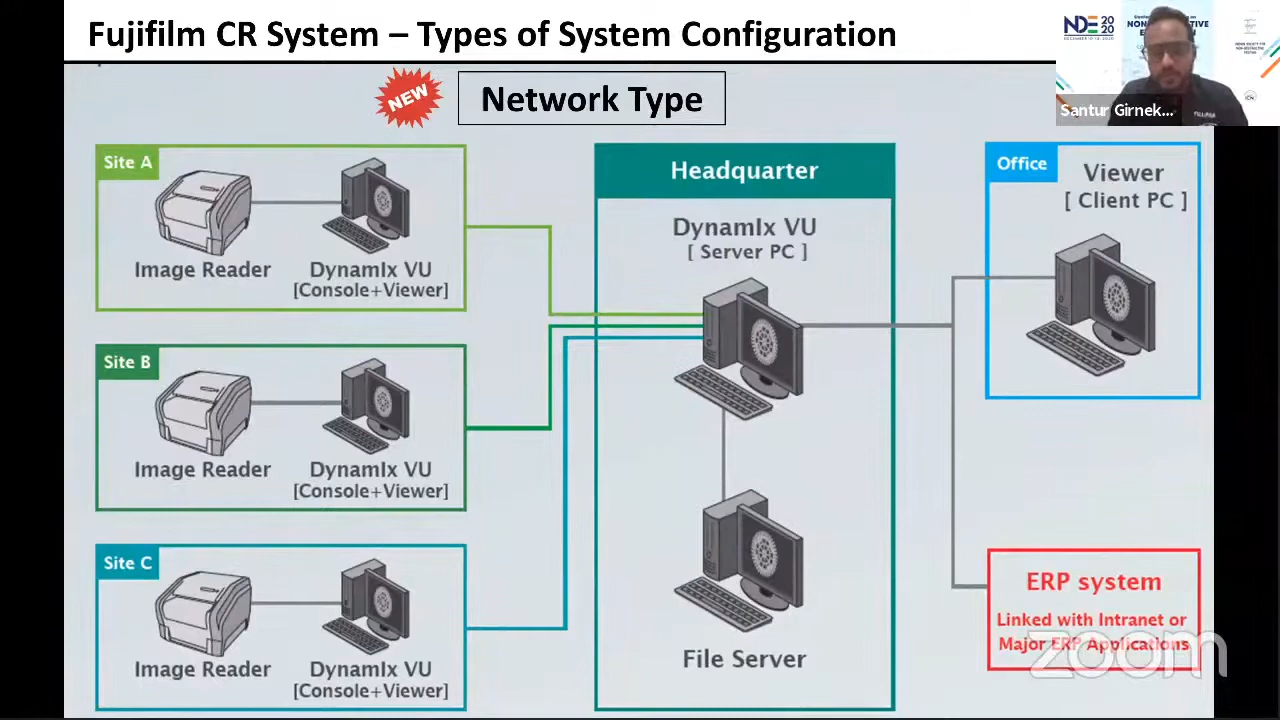 Fujifilm CR System – Types of System Configuration
NEW
Network Type
NDE 20
20
Santur Girnek...
Site A
Image Reader
DynamIx VU
[Console+Viewer]
Site B
Image Reader
DynamIx VU
[Console+Viewer]
Site C
Image Reader
DynamIx VU
[Console+Viewer]
Headquarter
DynamIx VU
[ Server PC ]
File Server
Office
Viewer
[ Client PC ]
ERP system
Linked with Intranet or
Major ERP Applications
zoom